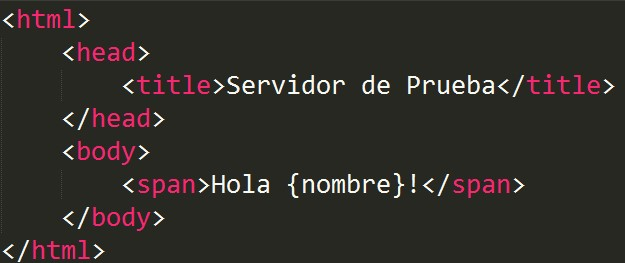 <html>
<head>
<title>Servidor de Prueba</title>
</head>
<body>
<span>Hola {nombre}!</span>
</body>
</html>